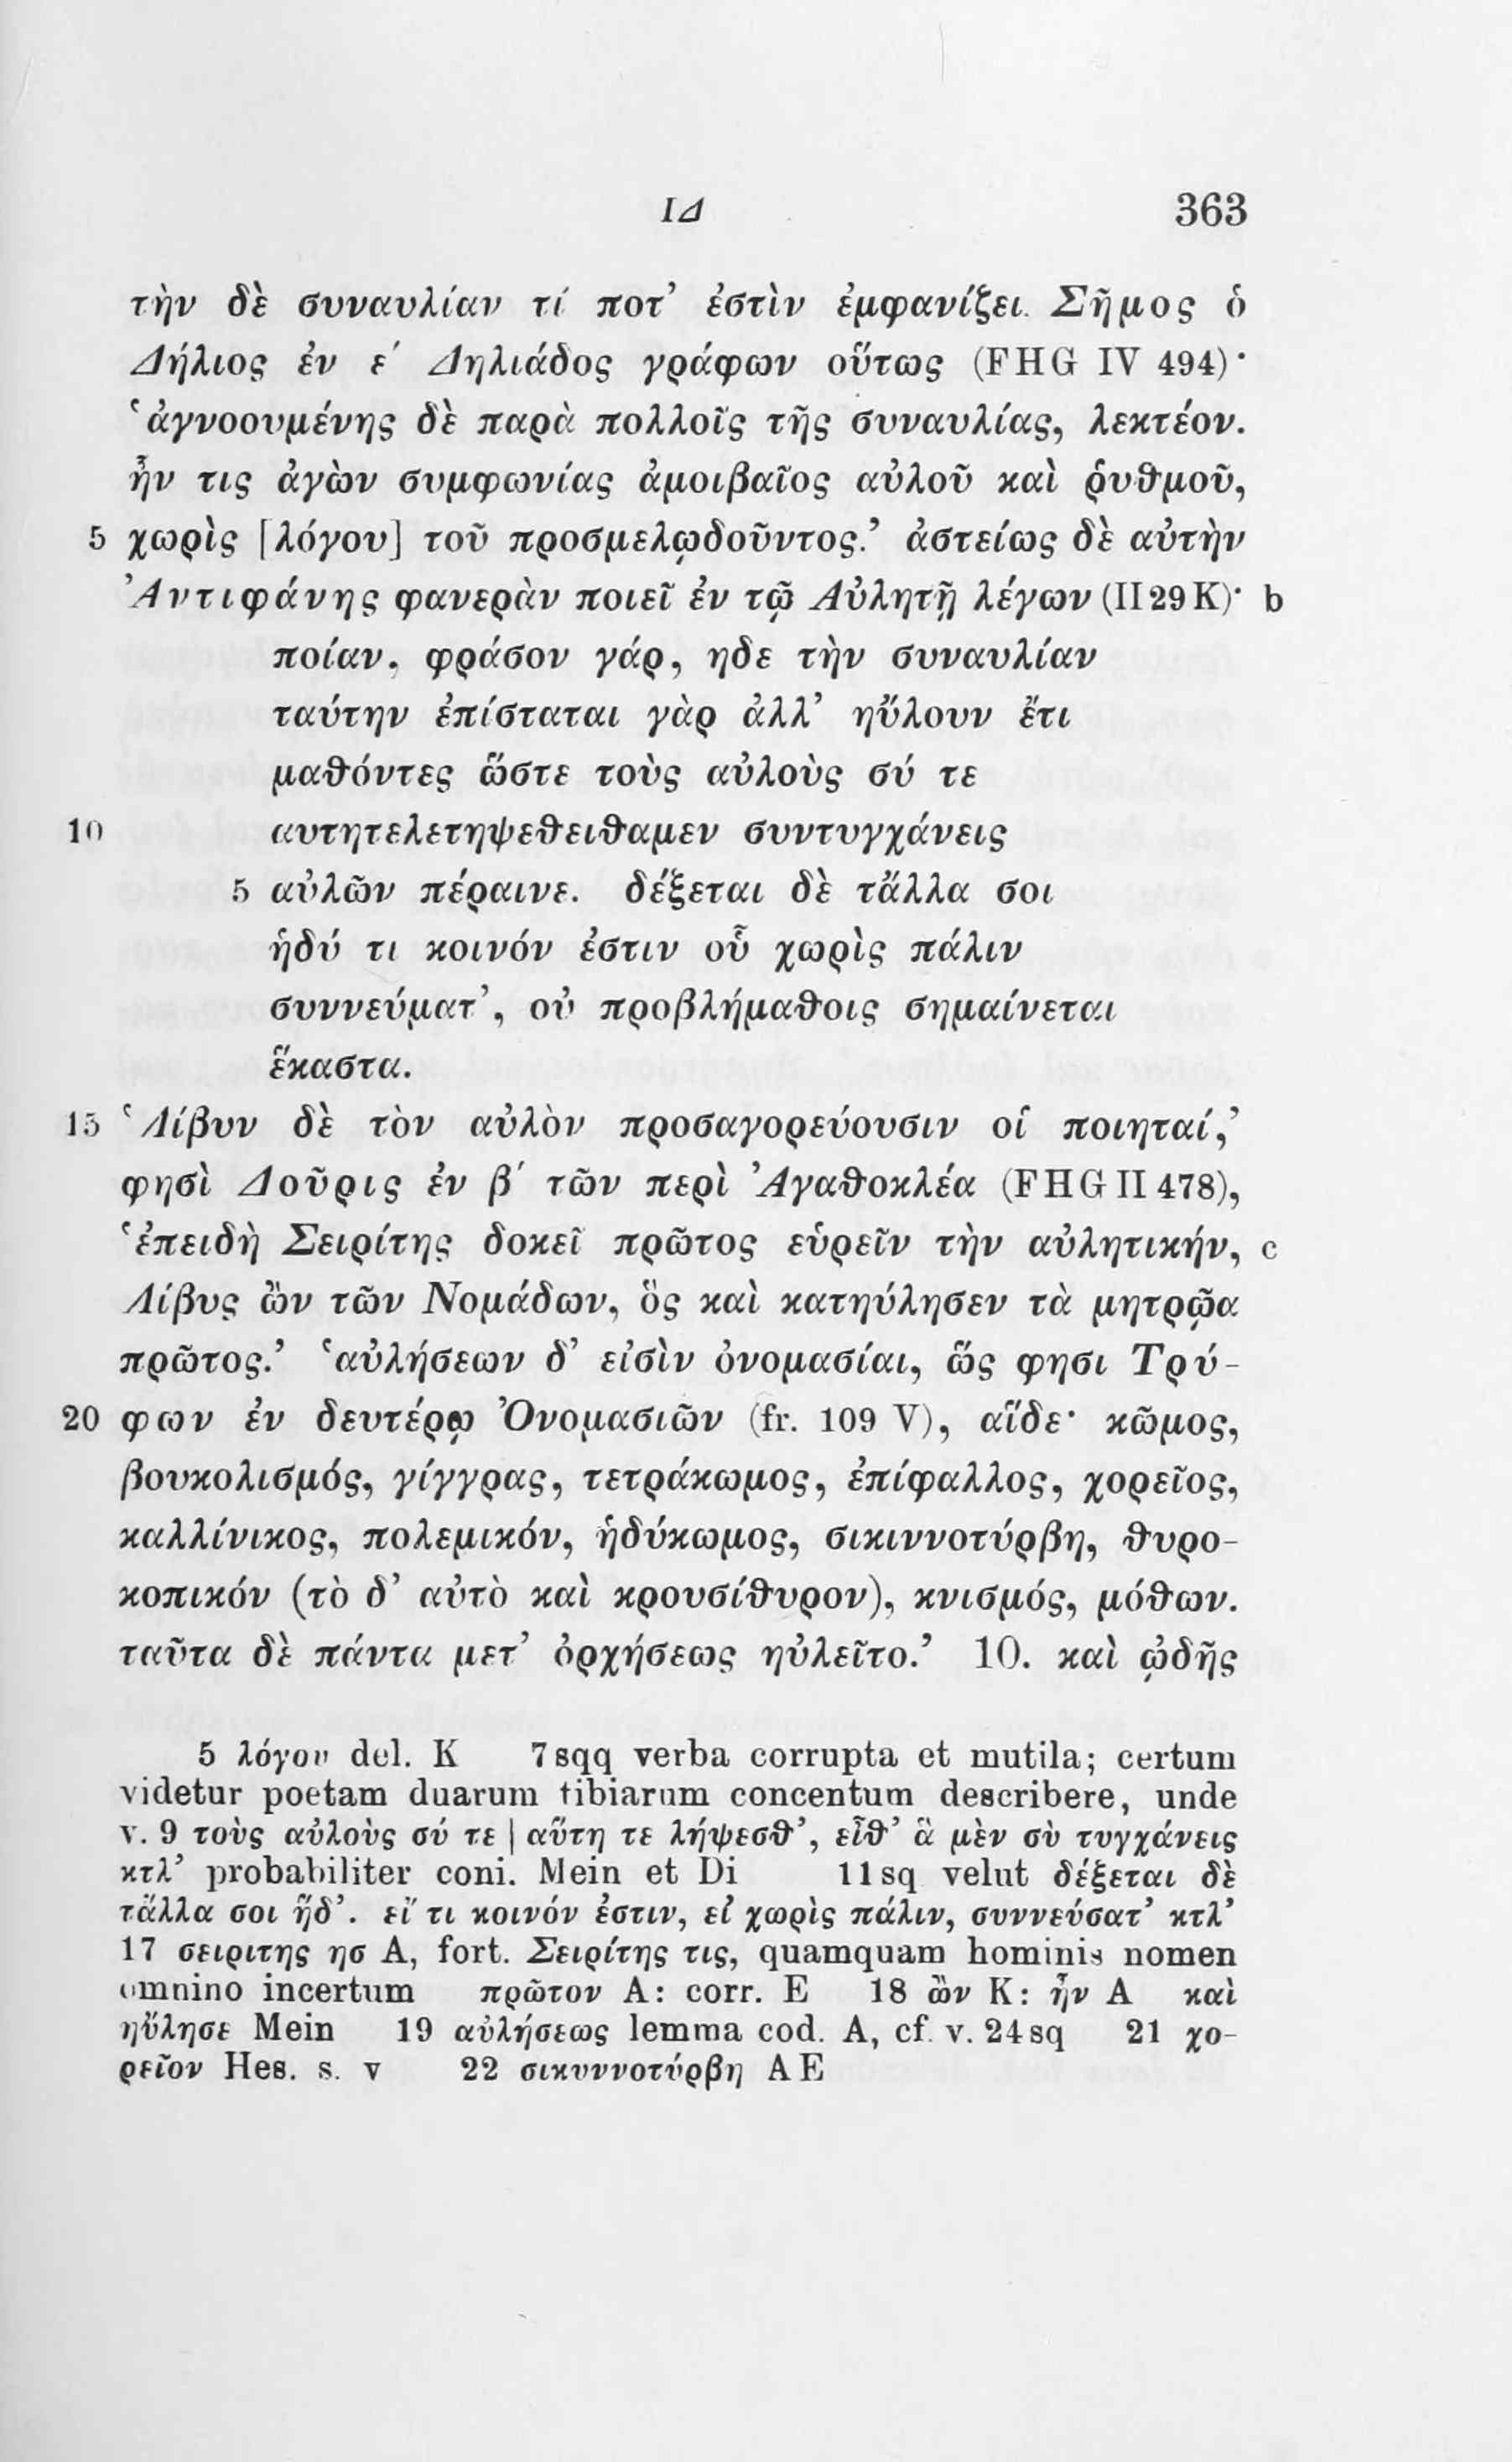 ΙΔ 363
τὴν δὲ συναυλίαν τί ποτ’ ἐστὶν ἐμφανίζει Σῆμος ὁ
Δήλιος ἐν ε′ Δηλιάδος γράφων οὕτως (FHG IV 494)·
‘ἀγνοουμένης δὲ παρὰ πολλοῖς τῆς συναυλίας, λεκτέον.
ἦν τις ἀγὼν συμφωνίας ἀμοιβαῖος αὐλοῦ καὶ ῥυθμοῦ,
5 χωρὶς [λόγου] τοῦ προσμελῳδοῦντος.’ ἀστείως δὲ αὐτὴν
Ἀντιφάνης φανερὰν ποιεῖ ἐν τῷ Αὐλητῇ λέγων (II 29 K)· b
ποίαν, φράσον γάρ, ηδε τὴν συναυλίαν
ταύτην ἐπίσταται γὰρ ἀλλ’ ηὔλουν ἔτι
μαθόντες ὥστε τοὺς αὐλοὺς σύ τε
10 αυτητελετηψεθειθαμεν συντυγχάνεις
5 αὐλῶν πέραινε. δέξεται δὲ τἄλλα σοι
ἡδύ τι κοινόν ἐστιν οὗ χωρὶς πάλιν
συννεύματ’, οὐ προβλήμαθοις σημαίνεται
ἕκαστα.
15 ‘Λίβυν δὲ τὸν αὐλὸν προσαγορεύουσιν οἱ ποιηταί,’
φησὶ Δοῦρις ἐν β′ τῶν περὶ Ἀγαθοκλέα (FHG II 478),
‘ἐπειδὴ Σειρίτης δοκεῖ πρῶτος εὑρεῖν τὴν αὐλητικήν, c
Λίβυς ὢν τῶν Νομάδων, ὃς καὶ κατηύλησεν τὰ μητρῷα
πρῶτος.’ ‘αὐλήσεων δ’ εἰσὶν ὀνομασίαι, ὥς φησι Τρύ-
20 φων ἐν δευτέρῳ Ὀνομασιῶν (fr. 109 V), αἵδε· κῶμος,
βουκολισμός, γίγγρας, τετράκωμος, ἐπίφαλλος, χορεῖος,
καλλίνικος, πολεμικόν, ἡδύκωμος, σικιννοτύρβη, θυρο-
κοπικόν (τὸ δ’ αὐτὸ καὶ κρουσίθυρον), κνισμός, μόθων.
ταῦτα δὲ πάντα μετ’ ὀρχήσεως ηὐλεῖτο.’ 10. καὶ ᾠδῆς
5 λόγου del. K 7 sqq verba corrupta et mutila; certum
videtur poetam duarum tibiarum concentum describere, unde
v. 9 τοὺς αὐλοὺς σύ τε | αὕτη τε λήψεσθ’, εἶθ’ ἃ μὲν σὺ τυγχάνεις
κτλ’ probabiliter coni. Mein et Di 11 sq velut δέξεται δὲ
τἄλλα σοι ἥδ’. εἴ τι κοινόν ἐστιν, εἰ χωρὶς πάλιν, συννεύσατ’ κτλ’
17 σειριτης ησ A, fort. Σειρίτης τις, quamquam hominis nomen
omnino incertum πρῶτον A: corr. E 18 ὢν K: ἦν A καὶ
ηὔλησε Mein 19 αὐλήσεως lemma cod. A, cf. v. 24 sq 21 χο-
ρεῖον Hes. s. v 22 σικυννοτύρβη A E